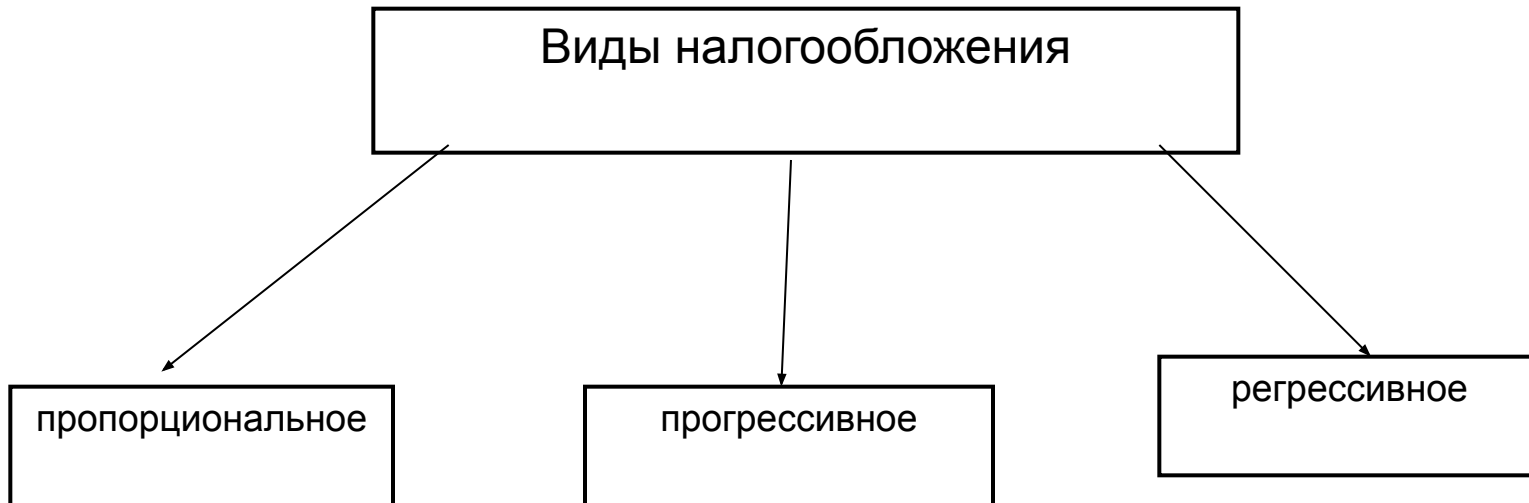 Виды налогообложения
пропорциональное
прогрессивное
регрессивное